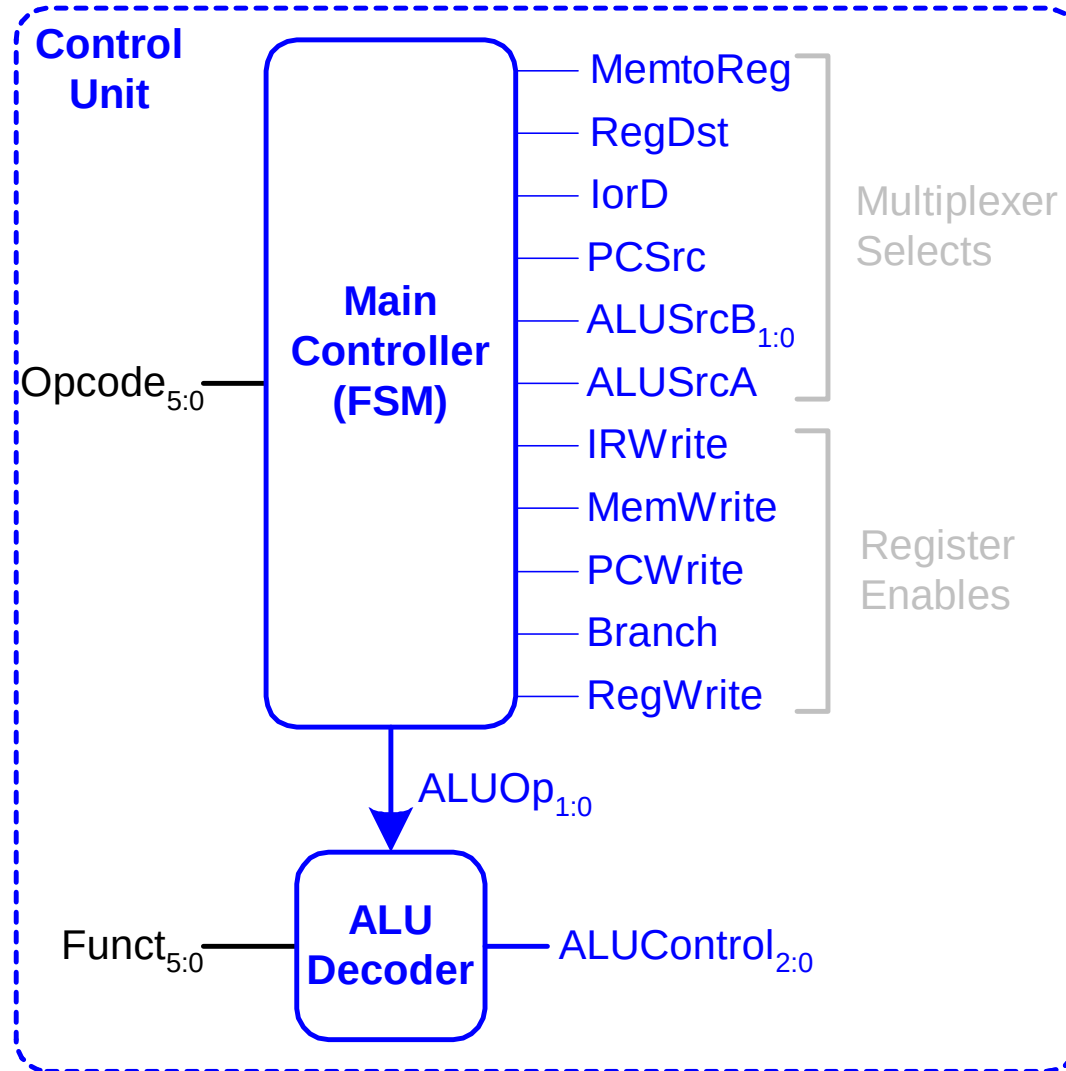 Control
Unit
Main
Controller
(FSM)
Opcode5:0
MemtoReg
RegDst
IorD
PCSrc
ALUSrcB1:0
ALUSrcA
Multiplexer
Selects
IRWrite
MemWrite
PCWrite
Branch
RegWrite
Register
Enables
ALUOp1:0
ALU
Decoder
Funct5:0
ALUControl2:0